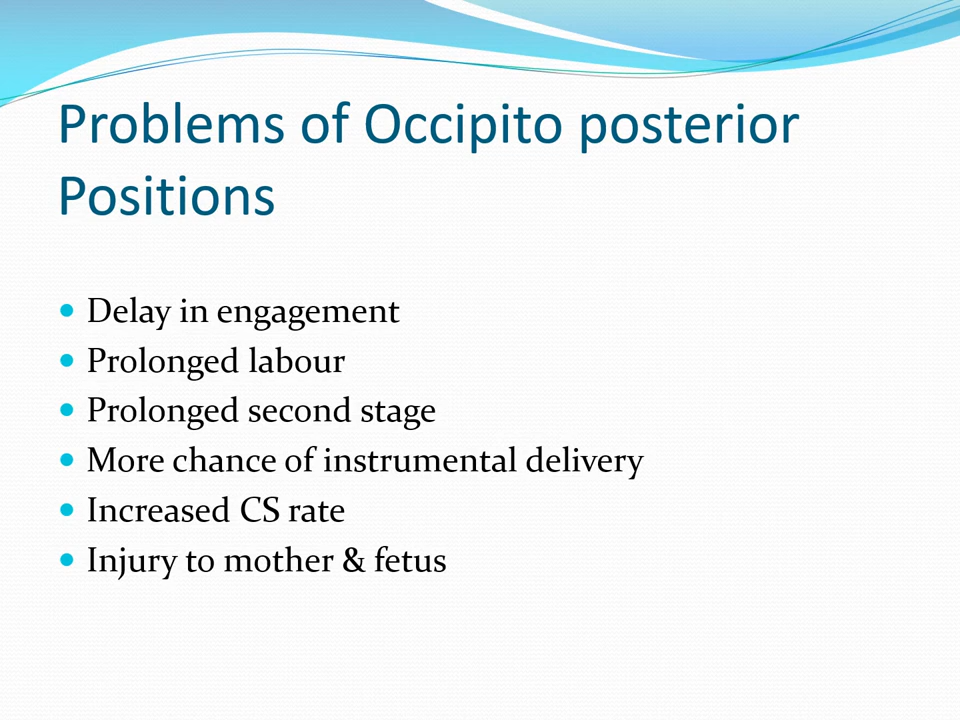 Problems of Occipito posterior
Positions
• Delay in engagement
• Prolonged labour
• Prolonged second stage
• More chance of instrumental delivery
• Increased CS rate
• Injury to mother & fetus